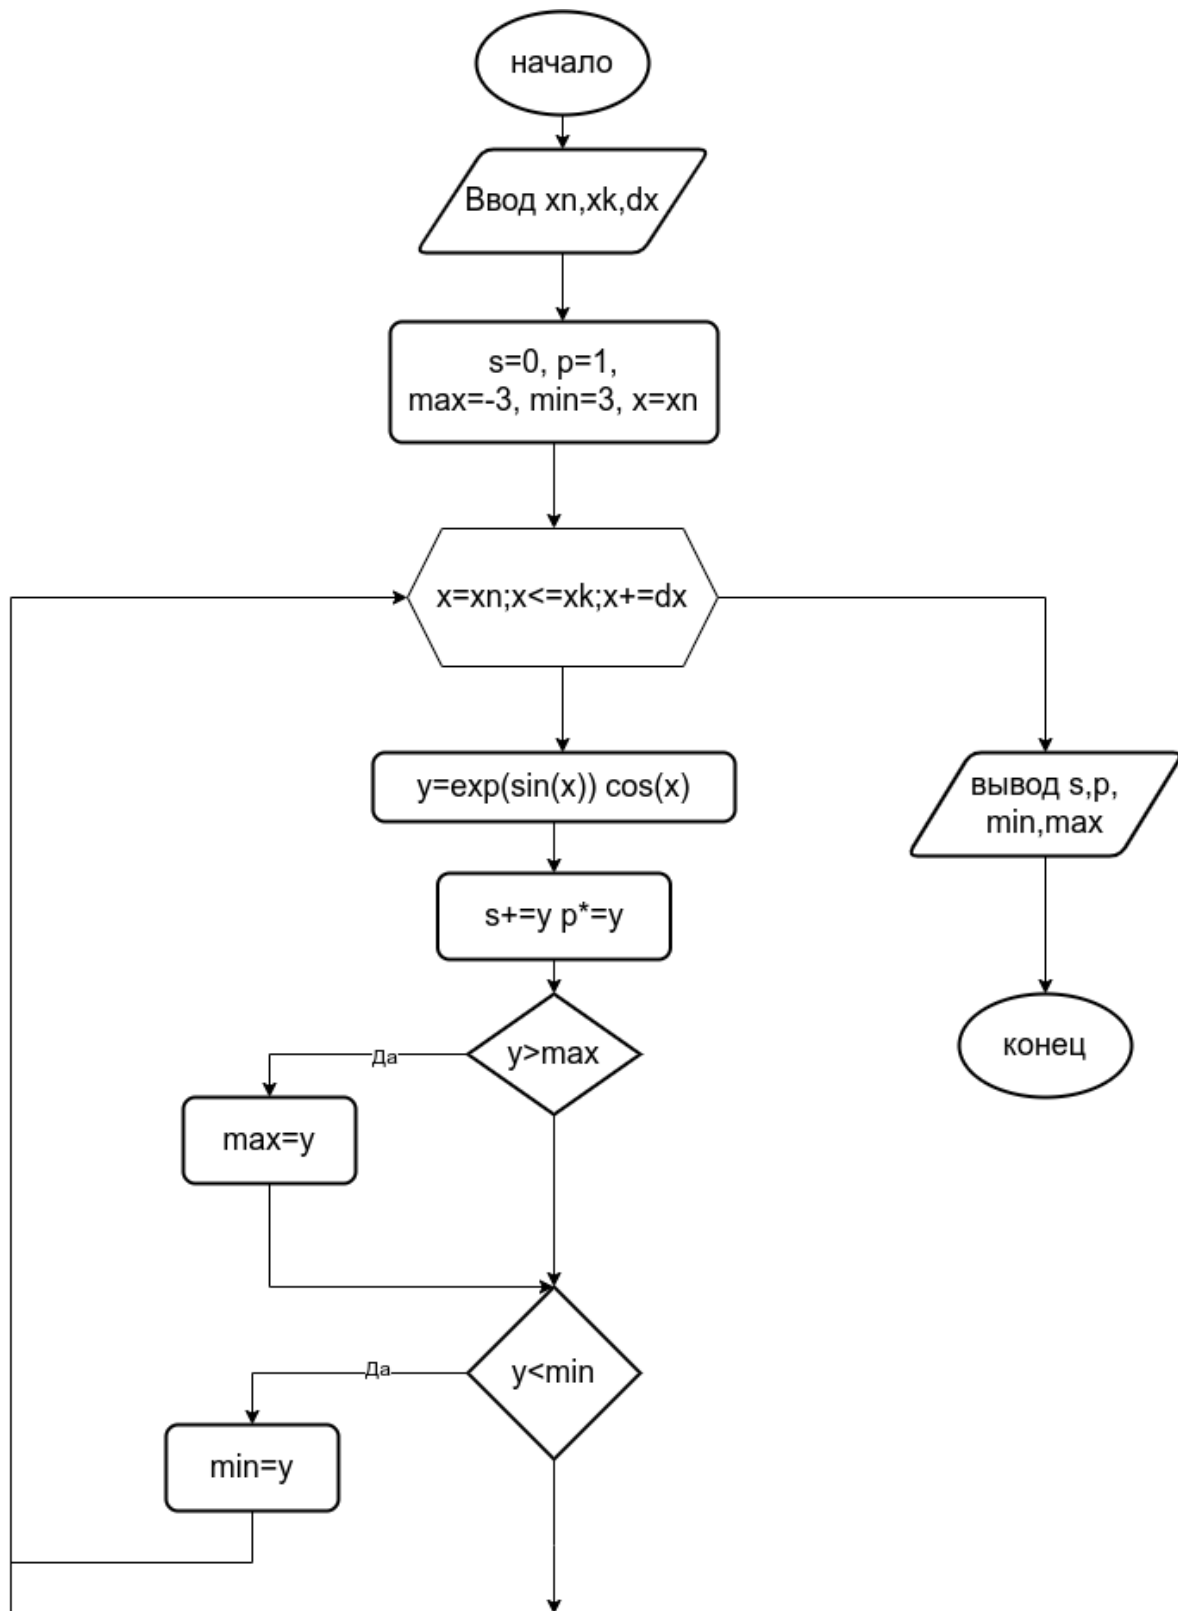 начало
Ввод xn,xk,dx
s=0, p=1,
max=-3, min=3, x=xn
x=xn;x<=xk;x+=dx
y=exp(sin(x)) cos(x)
s+=y p*=y
y>max
Да
max=y
y<min
Да
min=y
вывод s,p,
min,max
конец